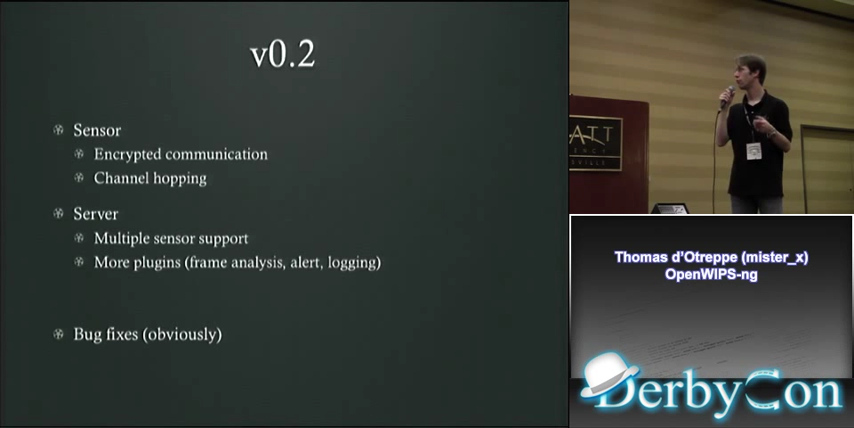 v0.2
Sensor
Encrypted communication
Channel hopping
Server
Multiple sensor support
More plugins (frame analysis, alert, logging)
Bug fixes (obviously)
ATT
Thomas d'Otreppe (mister_x)
OpenWIPS-ng
DerbyCon